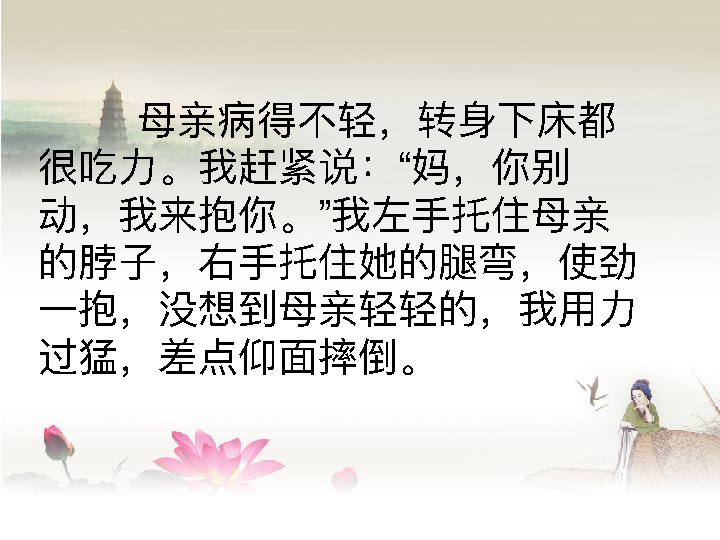 母亲病得不轻，转身下床都
很吃力。我赶紧说：“妈，你别
动，我来抱你。”我左手托住母亲
的脖子，右手托住她的腿弯，使劲
一抱，没想到母亲轻轻的，我用力
过猛，差点仰面摔倒。